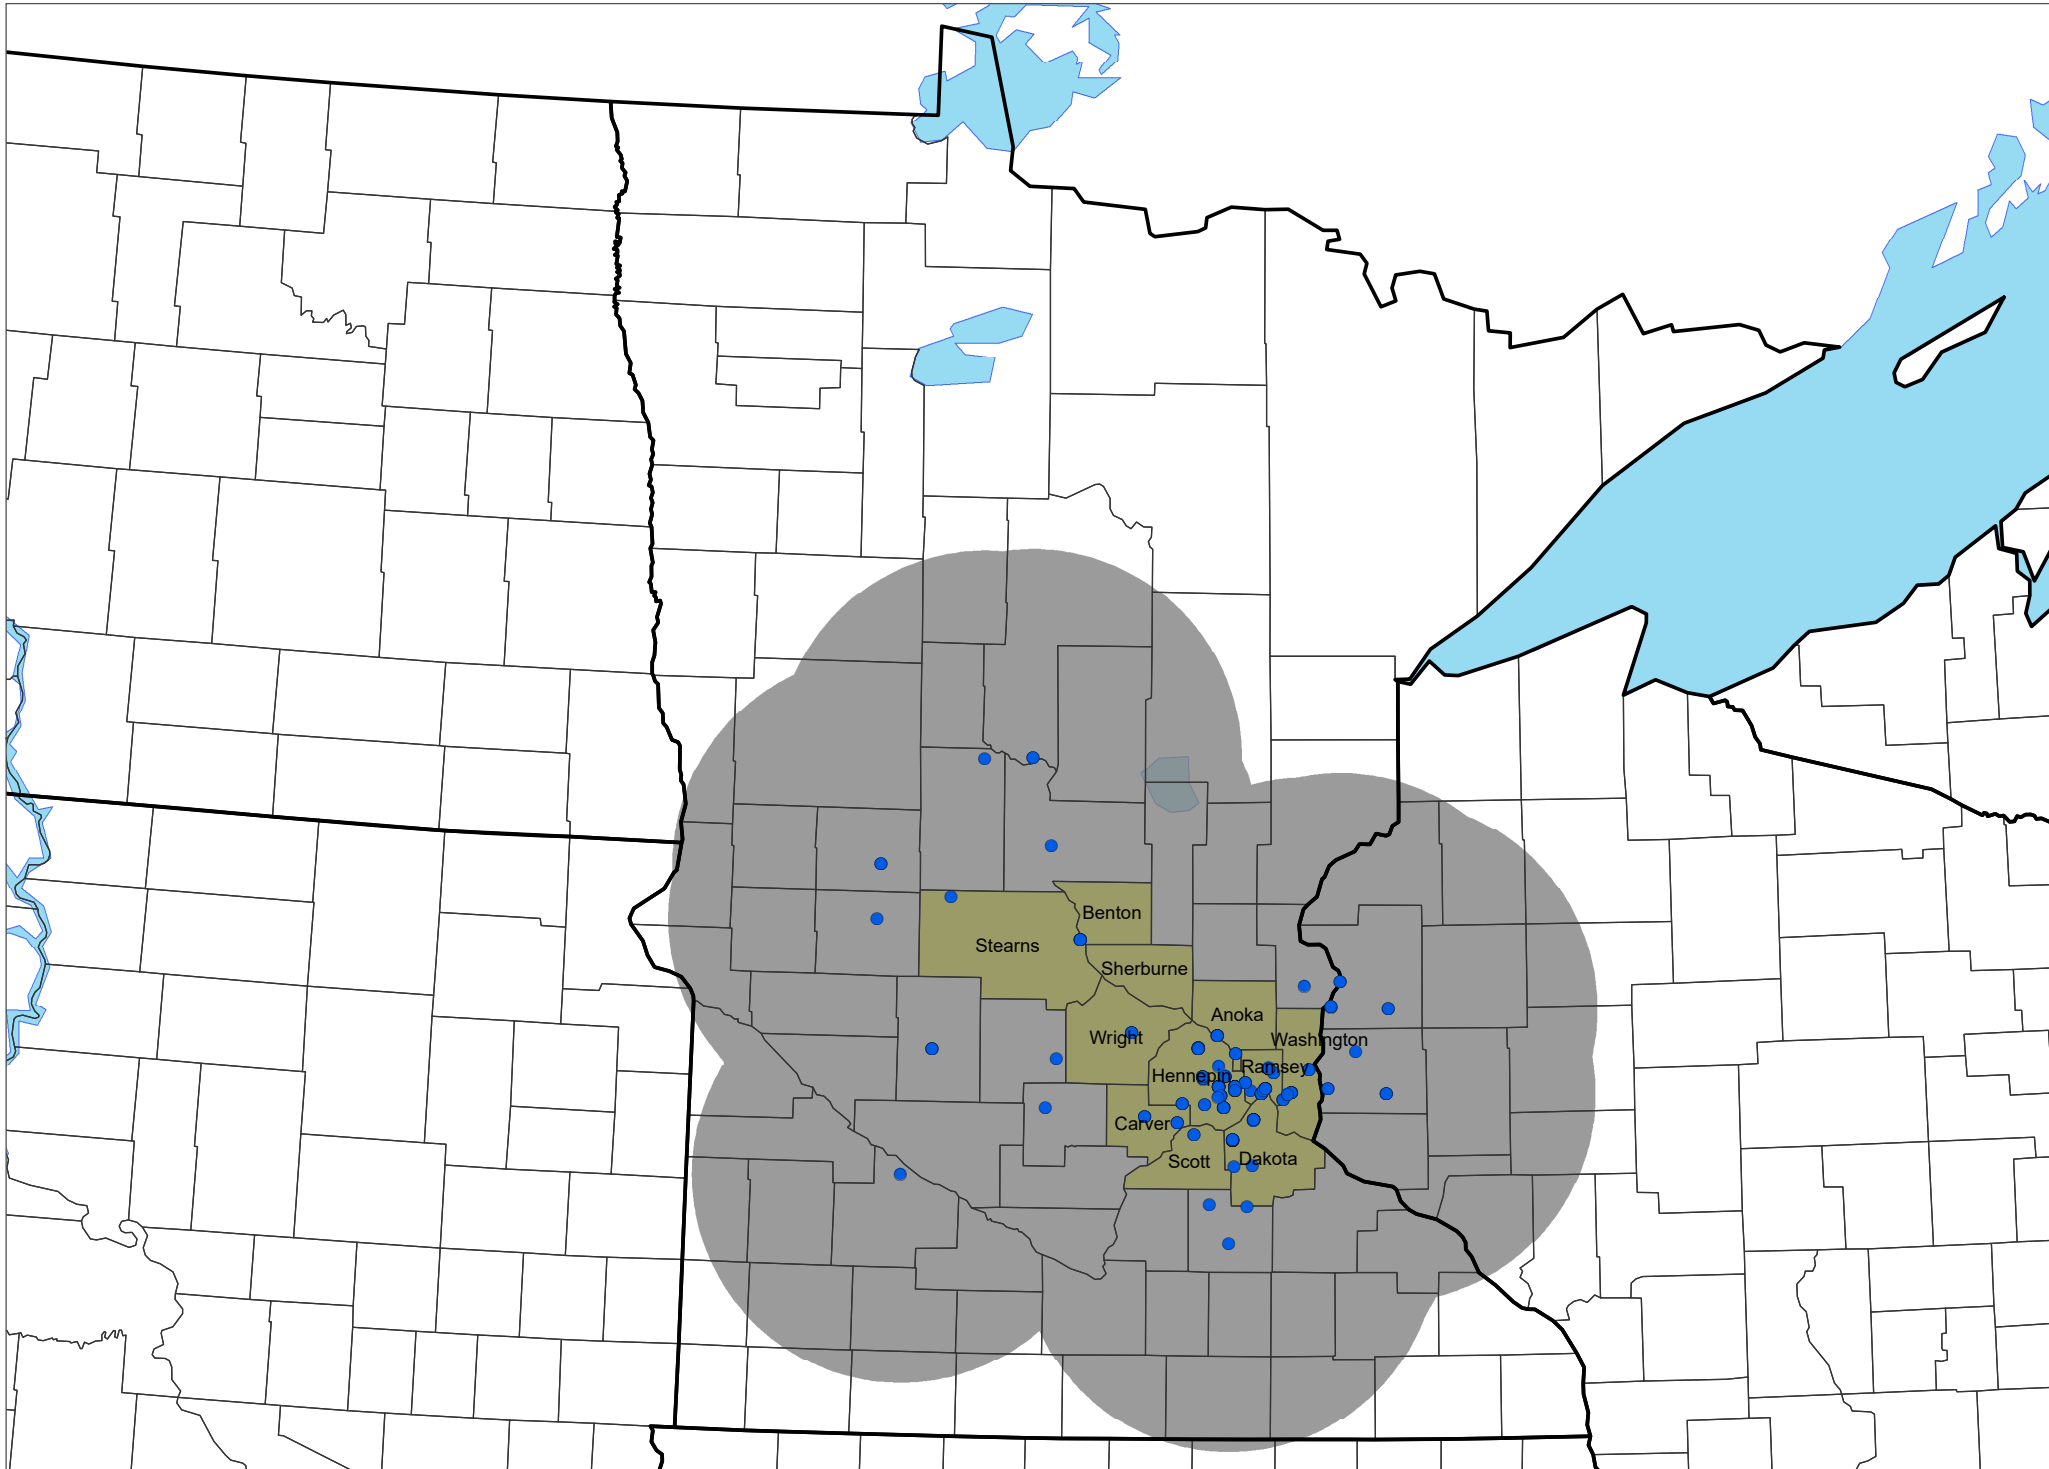 Benton
Stearns
Sherburne
Anoka
Wright
Washington
Ramsey
Hennepin
Carver
Dakota
Scott